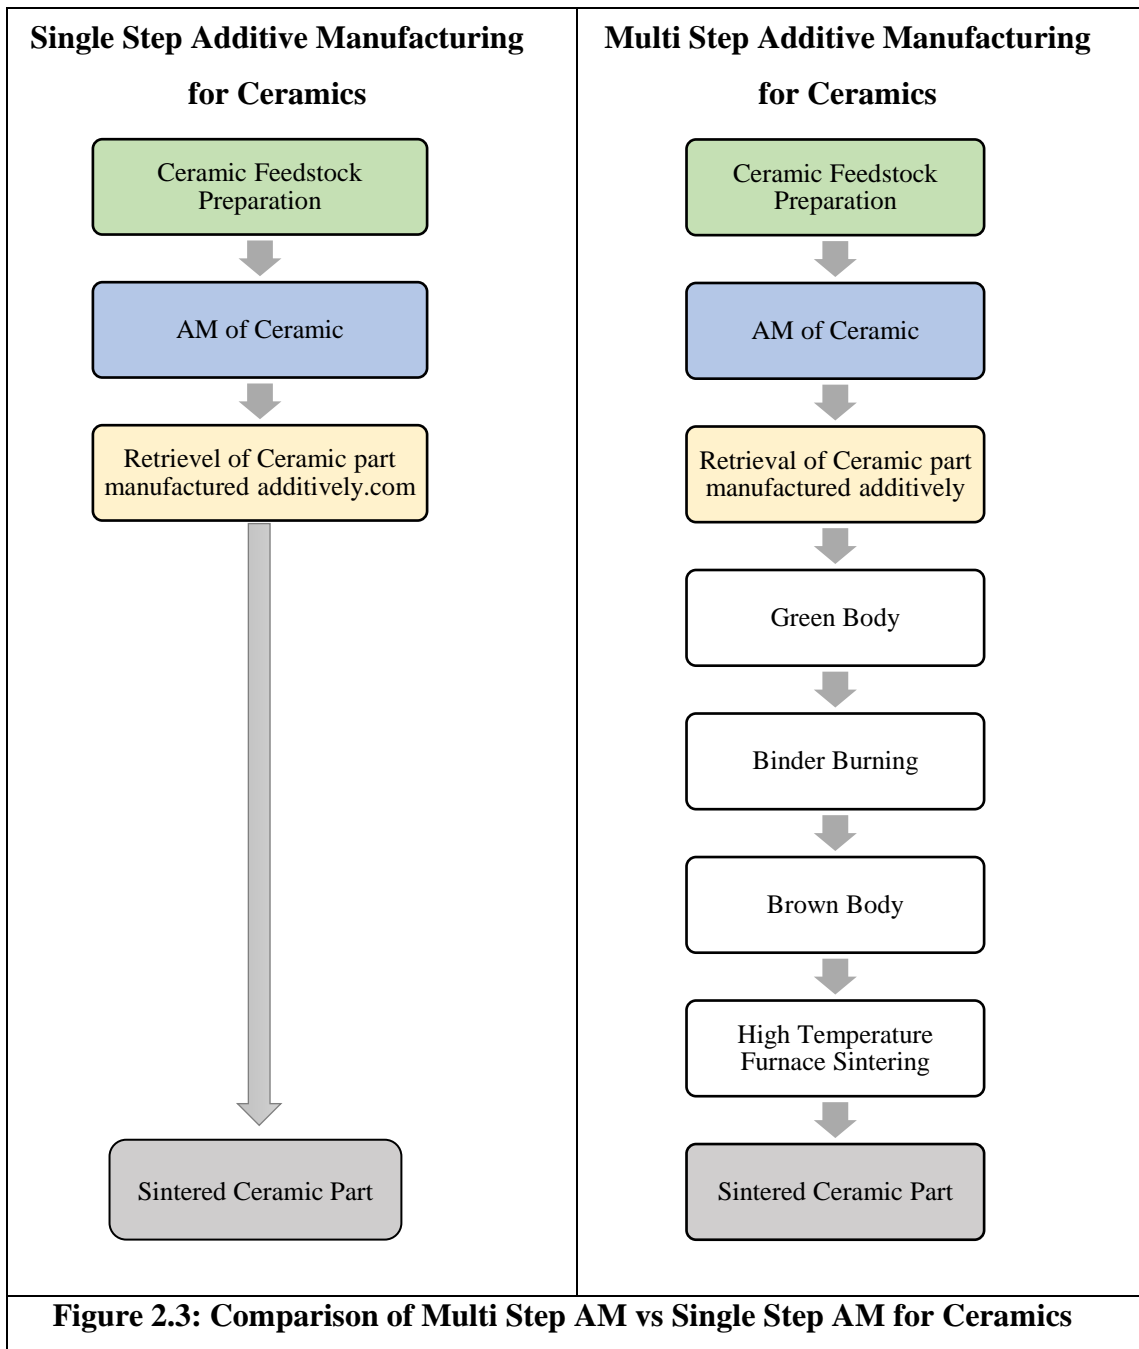 Single Step Additive Manufacturing
for Ceramics
Ceramic Feedstock
Preparation
AM of Ceramic
Retrievel of Ceramic part
manufactured additively.com
Sintered Ceramic Part
Multi Step Additive Manufacturing
for Ceramics
Ceramic Feedstock
Preparation
AM of Ceramic
Retrieval of Ceramic part
manufactured additively
Green Body
Binder Burning
Brown Body
High Temperature
Furnace Sintering
Sintered Ceramic Part
Figure 2.3: Comparison of Multi Step AM vs Single Step AM for Ceramics